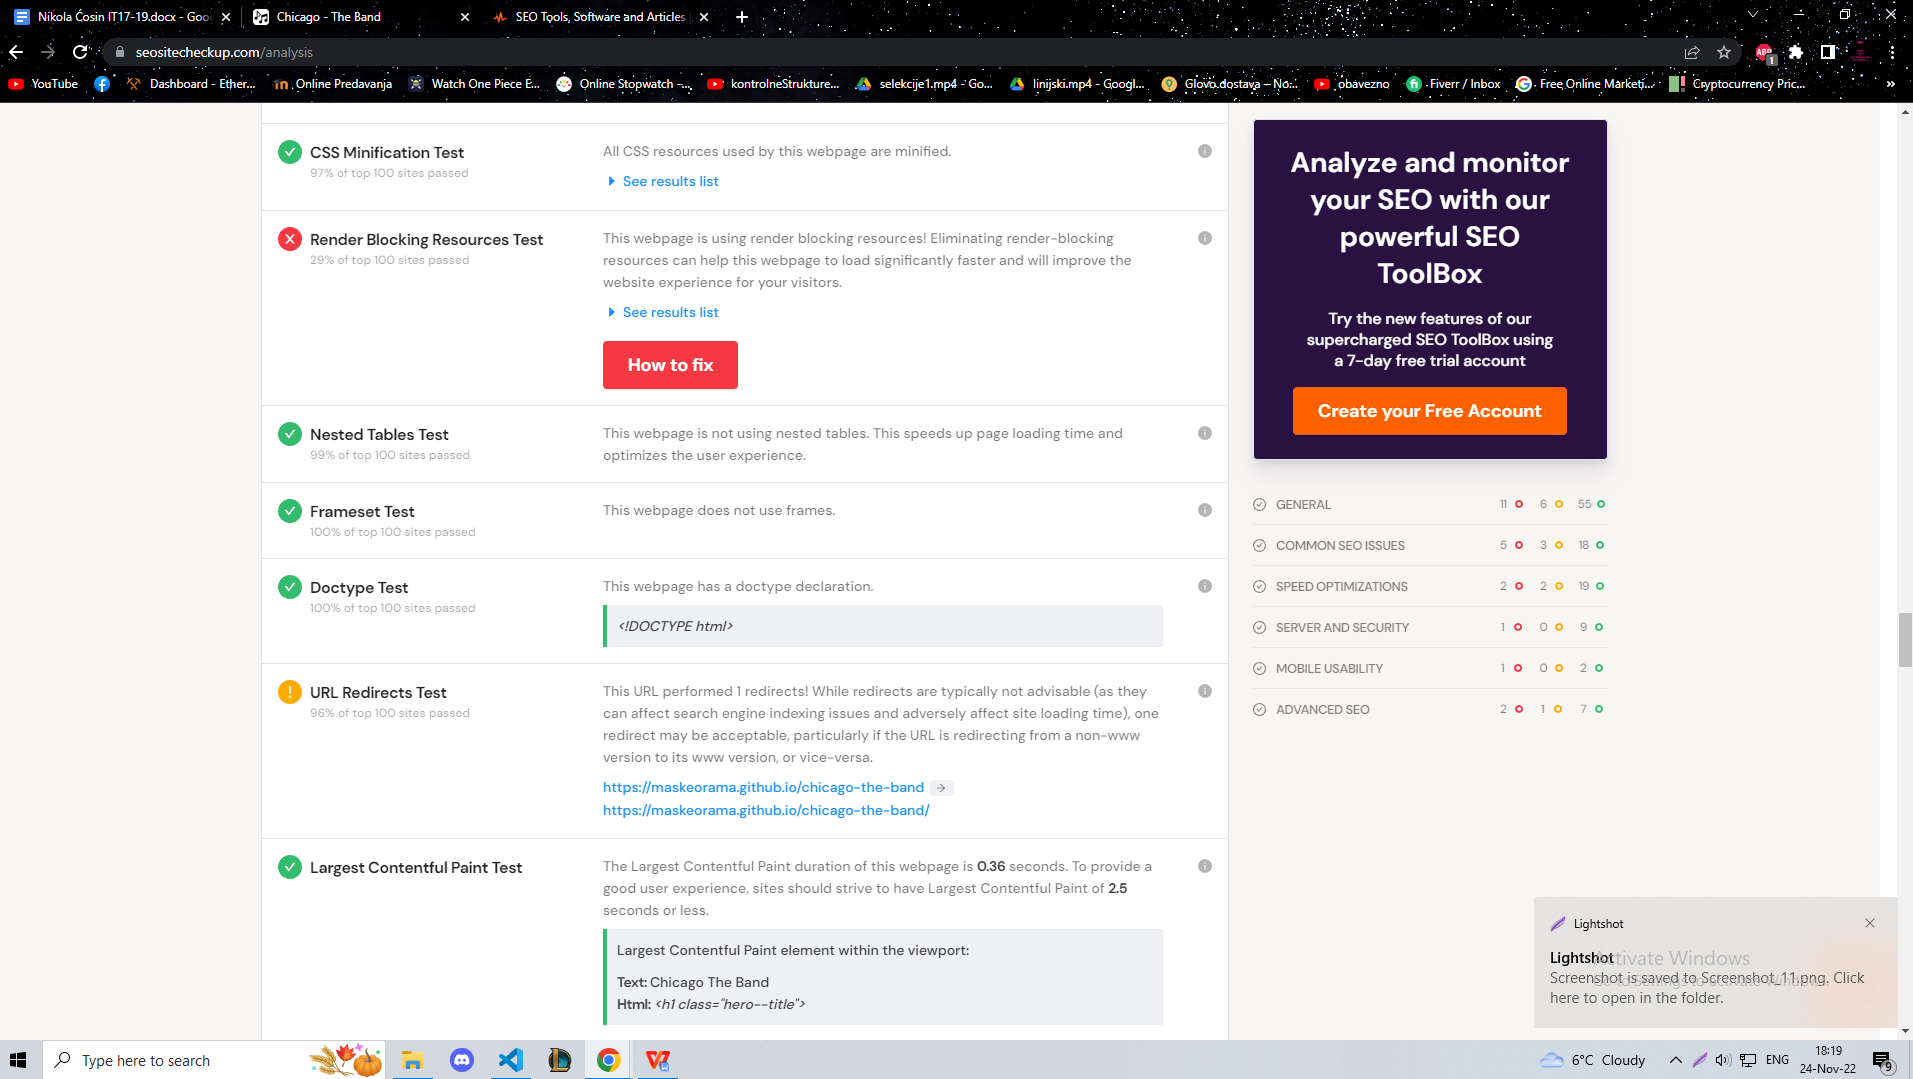 Nikola Ćosin IT17-19.docx - Goo
Chicago - The Band
SEO Tools, Software and Articles
seositecheckup.com/analysis
YouTube
Dashboard - Ether...
Online Predavanja
Watch One Piece E...
Online Stopwatch -...
kontrolneStrukture...
selekcije1.mp4 - Go...
linijski.mp4 - Googl...
Glovo dostava – No...
obavezno
Fiverr / Inbox
Free Online Marketi...
Cryptocurrency Pric...
CSS Minification Test
97% of top 100 sites passed
All CSS resources used by this webpage are minified.
See results list
Render Blocking Resources Test
29% of top 100 sites passed
This webpage is using render blocking resources! Eliminating render-blocking
resources can help this webpage to load significantly faster and will improve the
website experience for your visitors.
See results list
How to fix
Nested Tables Test
99% of top 100 sites passed
This webpage is not using nested tables. This speeds up page loading time and
optimizes the user experience.
Frameset Test
100% of top 100 sites passed
This webpage does not use frames.
Doctype Test
100% of top 100 sites passed
This webpage has a doctype declaration.
<!DOCTYPE html>
URL Redirects Test
96% of top 100 sites passed
This URL performed 1 redirects! While redirects are typically not advisable (as they
can affect search engine indexing issues and adversely affect site loading time), one
redirect may be acceptable, particularly if the URL is redirecting from a non-www
version to its www version, or vice-versa.
https://maskeorama.github.io/chicago-the-band
https://maskeorama.github.io/chicago-the-band/
Largest Contentful Paint Test
The Largest Contentful Paint duration of this webpage is 0.36 seconds. To provide a
good user experience, sites should strive to have Largest Contentful Paint of 2.5
seconds or less.
Largest Contentful Paint element within the viewport:
Text: Chicago The Band
Html: <h1 class="hero--title">
Analyze and monitor
your SEO with our
powerful SEO
ToolBox
Try the new features of our
supercharged SEO ToolBox using
a 7-day free trial account
Create your Free Account
GENERAL 11 6 55
COMMON SEO ISSUES 5 3 18
SPEED OPTIMIZATIONS 2 2 19
SERVER AND SECURITY 1 0 9
MOBILE USABILITY 1 0 2
ADVANCED SEO 2 1 7
Lightshot
Lightshot
Activate Windows
Go to Settings to activate Windows.
Screenshot is saved to Screenshot_11.png. Click
here to open in the folder.
Type here to search
6°C Cloudy
ENG
18:19
24-Nov-22
9